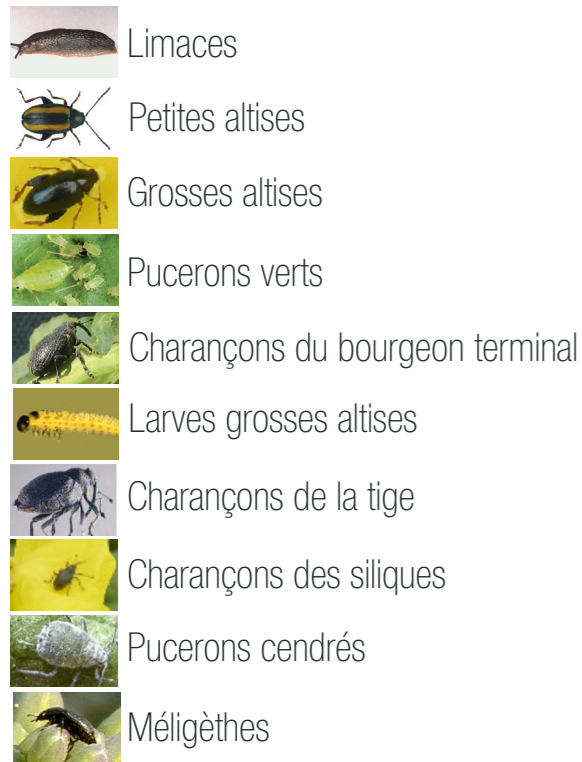 Limaces
Petites altises
Grosses altises
Pucerons verts
Charançons du bourgeon terminal
Larves grosses altises
Charançons de la tige
Charançons des siliques
Pucerons cendrés
Méligèthes